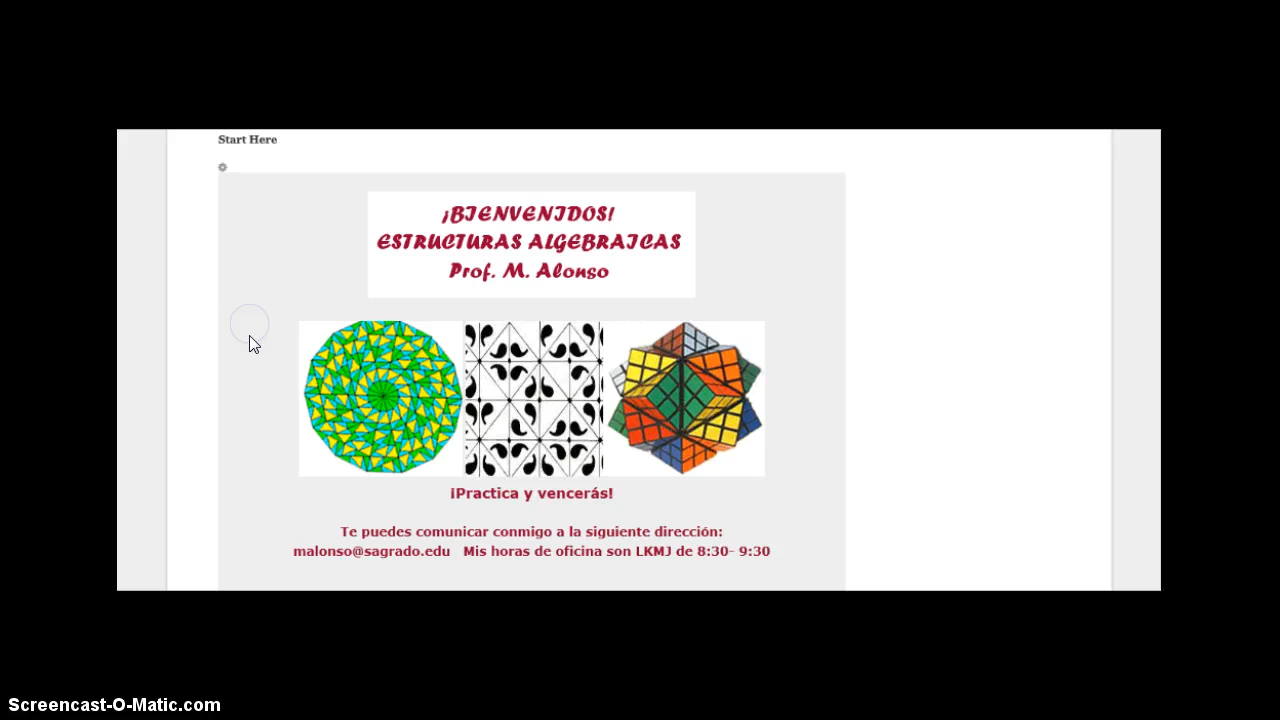 Start Here
¡BIENVENIDOS!
ESTRUCTURAS ALGEBRAICAS
Prof. M. Alonso
¡Practica y vencerás!
Te puedes comunicar conmigo a la siguiente dirección:
malonso@sagrado.edu Mis horas de oficina son LKMJ de 8:30- 9:30
Screencast-O-Matic.com